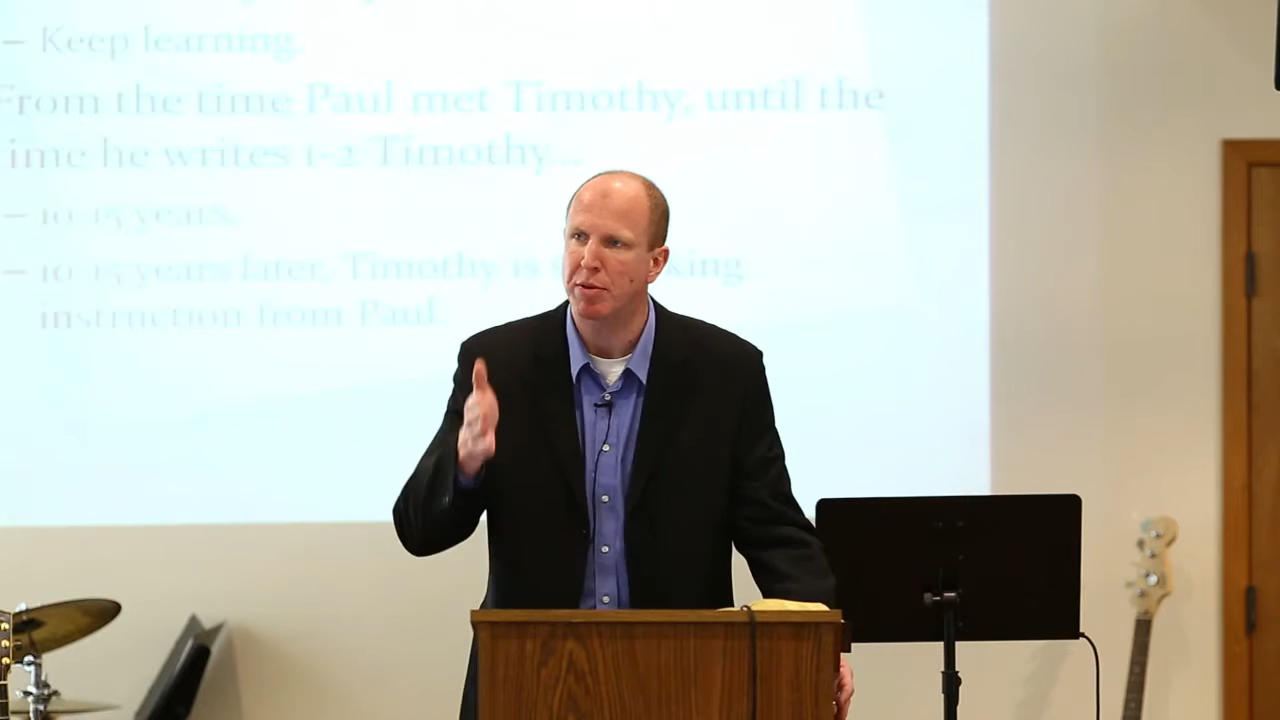 – Keep learning.
From the time Paul met Timothy, until the
ime he writes 1-2 Timothy...
– 10-15 years.
– 10-15 years later, Timothy is s king
instruction from Paul.